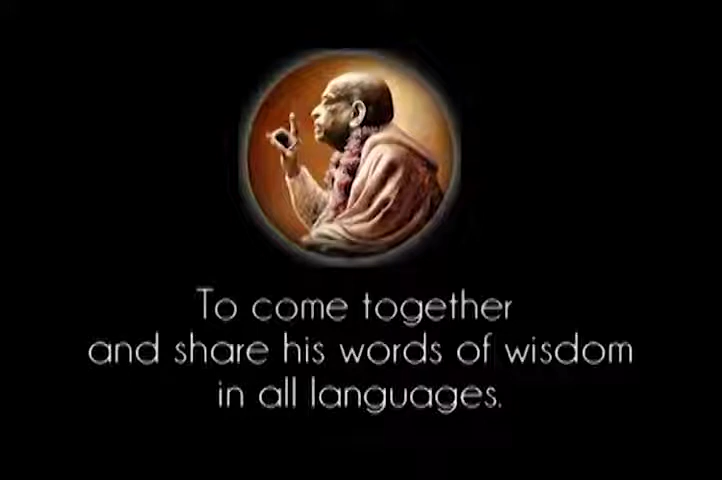 To come together
and share his words of wisdom
in all languages.